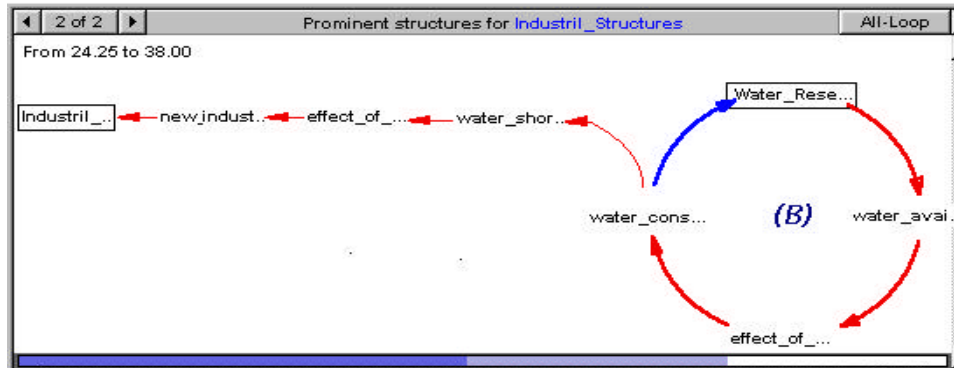 2 of 2
Prominent structures for Industril_Structures
All-Loop
From 24.25 to 38.00
Water_Rese...
Industril_..
new_indust..
effect_of_...
water_shor..
water_cons...
(B)
water_avai..
effect_of_...